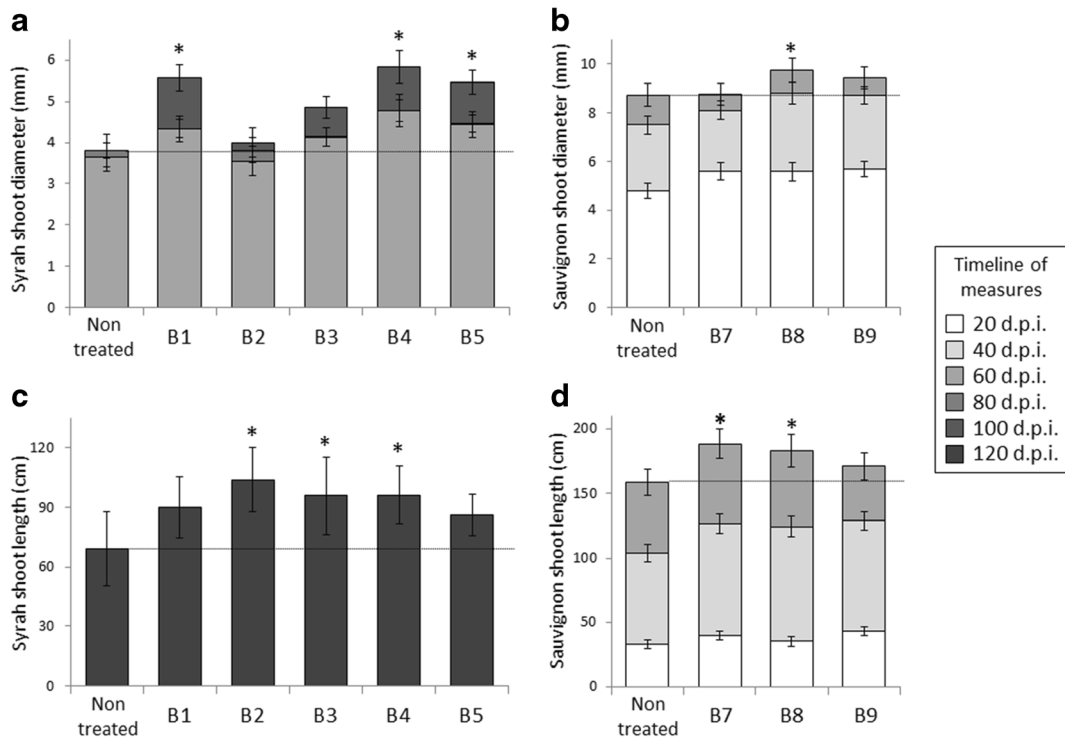 a
Syrah shoot diameter (mm)
6
5
4
3
2
1
0
Non
treated
B1
B2
B3
B4
B5
*
*
*
b
Sauvignon shoot diameter (mm)
10
8
6
4
2
0
Non
treated
B7
B8
B9
*
c
Syrah shoot length (cm)
120
90
60
30
0
Non
treated
B1
B2
B3
B4
B5
*
*
*
d
Sauvignon shoot length (cm)
200
150
100
50
0
Non
treated
B7
B8
B9
*
*
Timeline of
measures
20 d.p.i.
40 d.p.i.
60 d.p.i.
80 d.p.i.
100 d.p.i.
120 d.p.i.